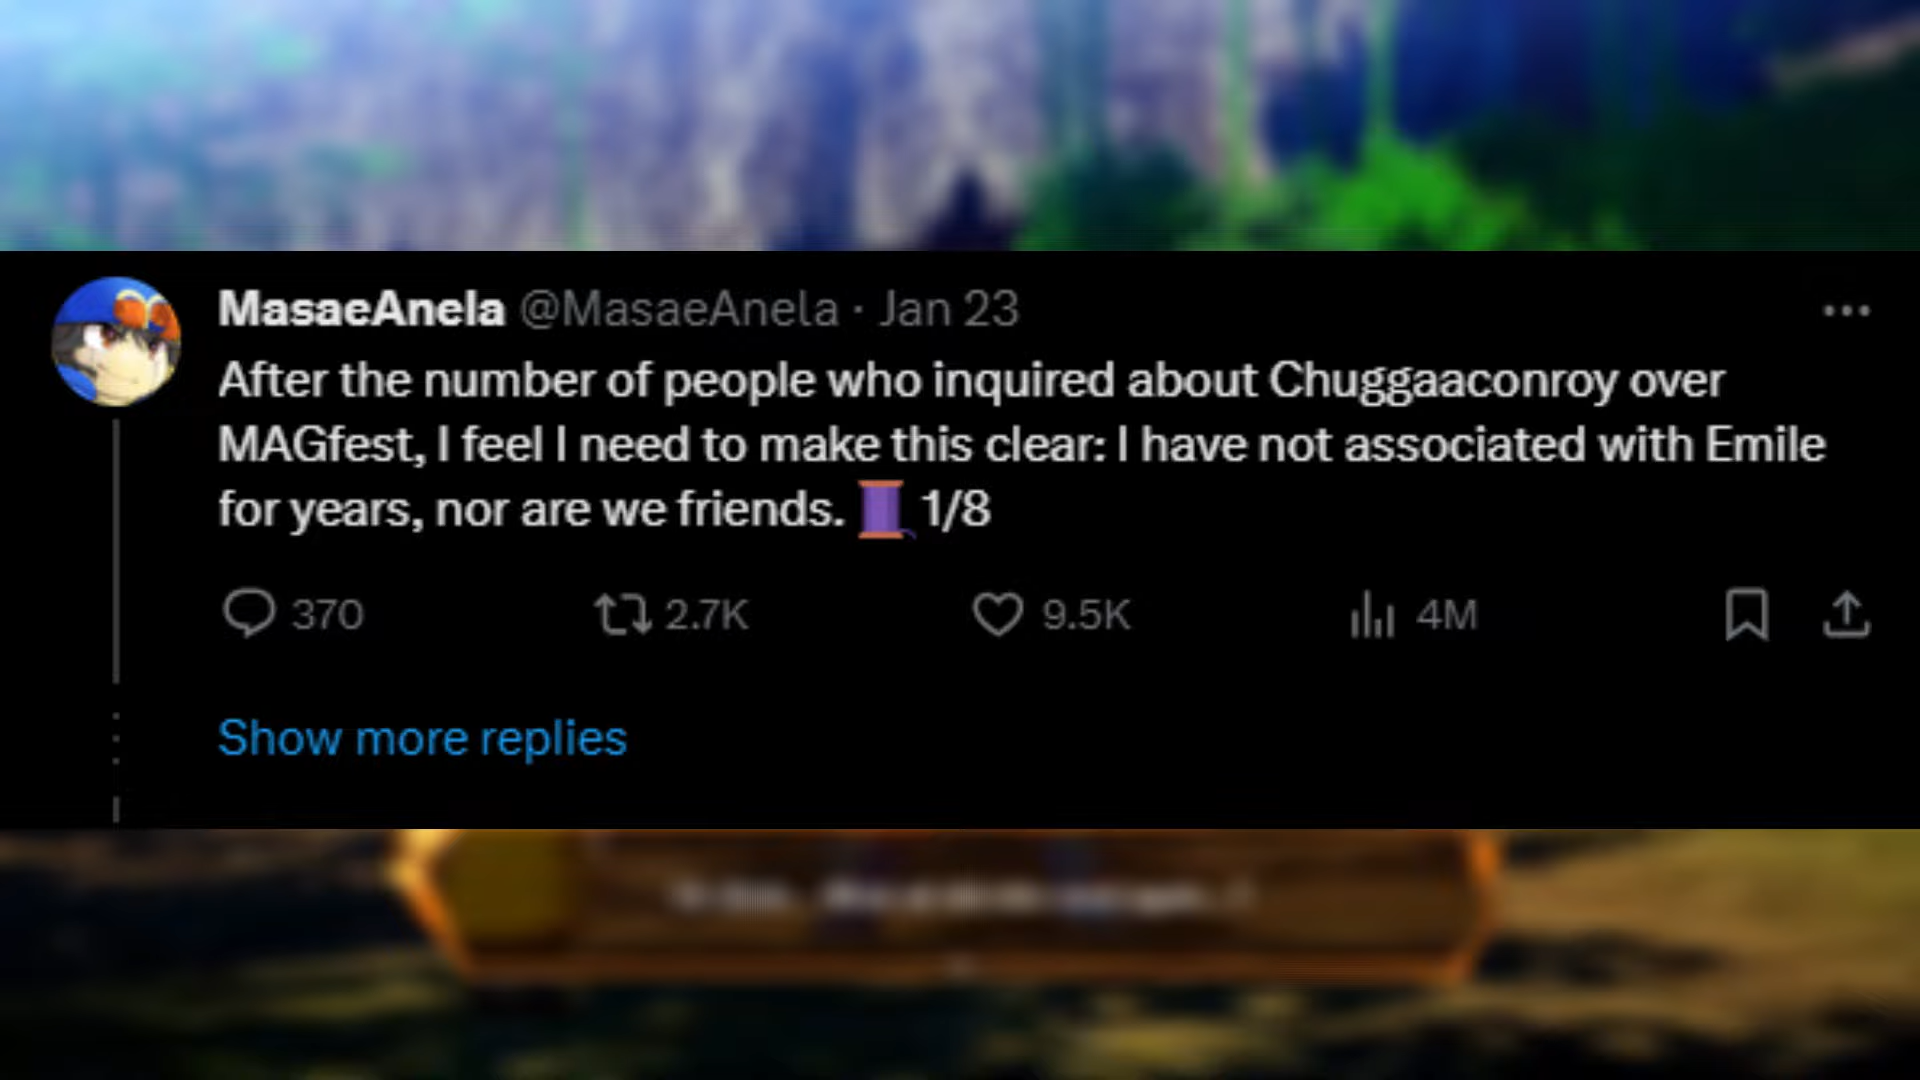 MasaeAnela @MasaeAnela · Jan 23
After the number of people who inquired about Chuggaaconroy over
MAGfest, I feel I need to make this clear: I have not associated with Emile
for years, nor are we friends. 🧵 1/8
370 2.7K 9.5K 4M
Show more replies